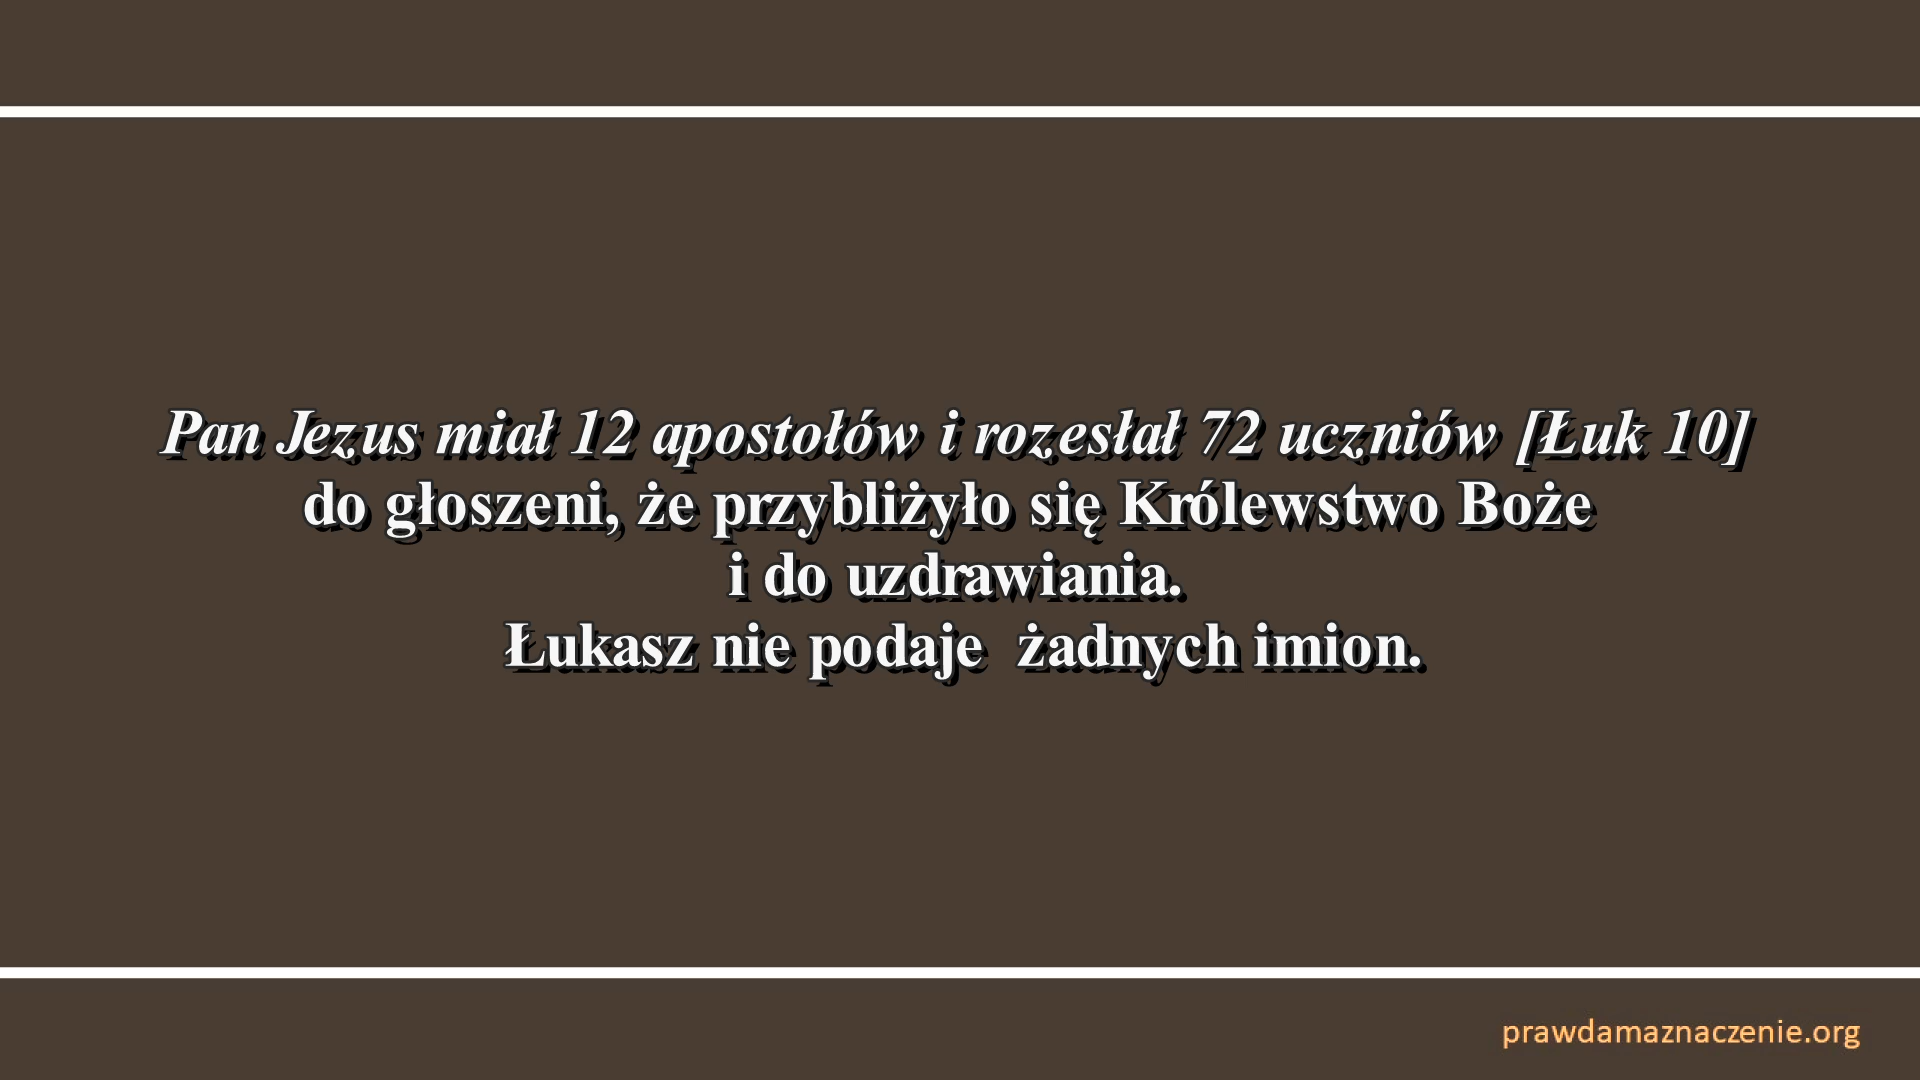 Pan Jezus miał 12 apostołów i rozesłał 72 uczniów [Łuk 10]
do głoszeni, że przybliżyło się Królewstwo Boże
i do uzdrawiania.
Łukasz nie podaje  żadnych imion.
prawdamaznaczenie.org